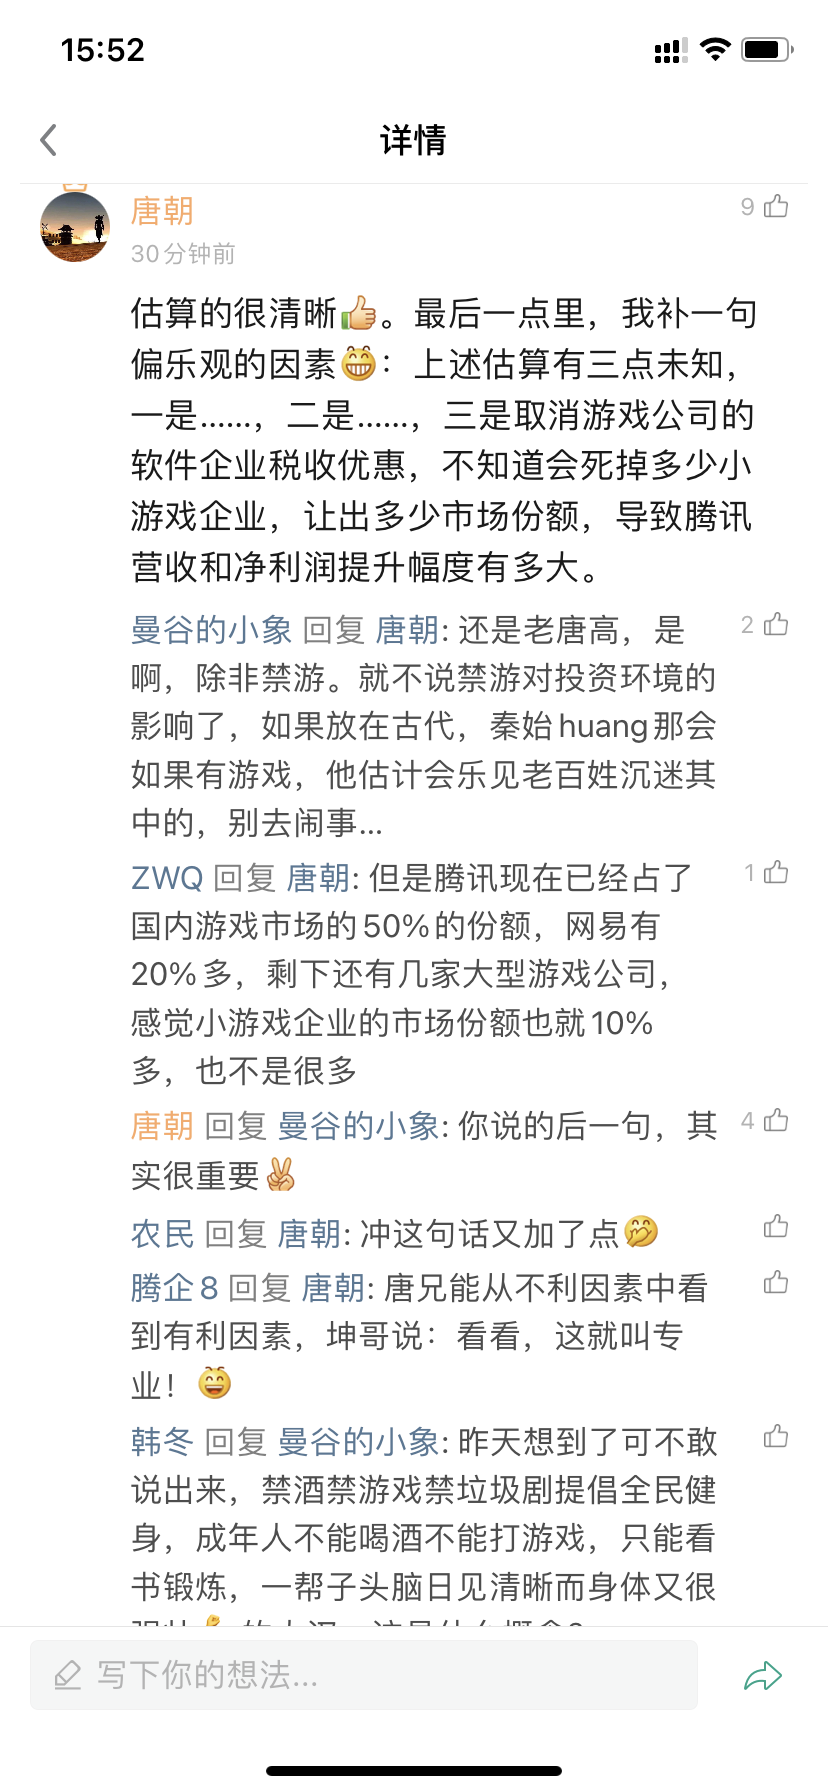 15:52
详情
唐朝
9
30分钟前
估算的很清晰👍。最后一点里，我补一句
偏乐观的因素😁：上述估算有三点未知，
一是……，二是……，三是取消游戏公司的
软件企业税收优惠，不知道会死掉多少小
游戏企业，让出多少市场份额，导致腾讯
营收和净利润提升幅度有多大。
曼谷的小象 回复 唐朝: 还是老唐高，是
2
啊，除非禁游。就不说禁游对投资环境的
影响了，如果放在古代，秦始huang那会
如果有游戏，他估计会乐见老百姓沉迷其
中的，别去闹事...
ZWQ 回复 唐朝: 但是腾讯现在已经占了
1
国内游戏市场的50%的份额，网易有
20%多，剩下还有几家大型游戏公司，
感觉小游戏企业的市场份额也就10%
多，也不是很多
唐朝 回复 曼谷的小象: 你说的后一句，其
4
实很重要✌
农民 回复 唐朝: 冲这句话又加了点🤭
腾企8 回复 唐朝: 唐兄能从不利因素中看
到有利因素，坤哥说：看看，这就叫专
业！😄
韩冬 回复 曼谷的小象: 昨天想到了可不敢
说出来，禁酒禁游戏禁垃圾剧提倡全民健
身，成年人不能喝酒不能打游戏，只能看
书锻炼，一帮子头脑日见清晰而身体又很
写下你的想法...